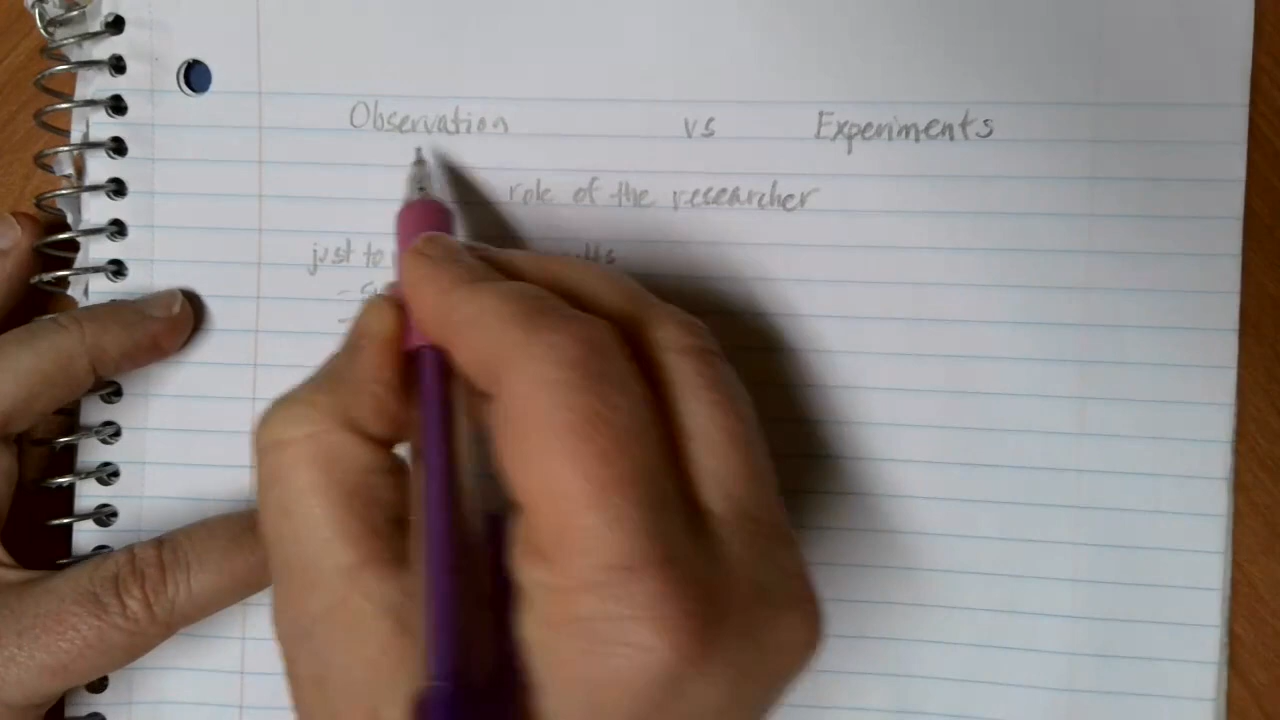 Observation vs Experiments
role of the researcher
just to